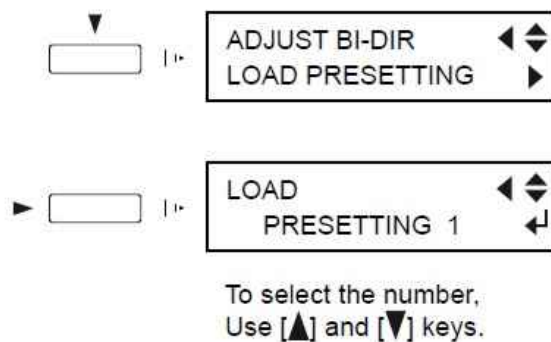 ADJUST BI-DIR ◀ ◆
LOAD PRESETTING ▶
LOAD ◀ ◆
PRESETTING 1 ↵
To select the number,
Use [▲] and [▼] keys.